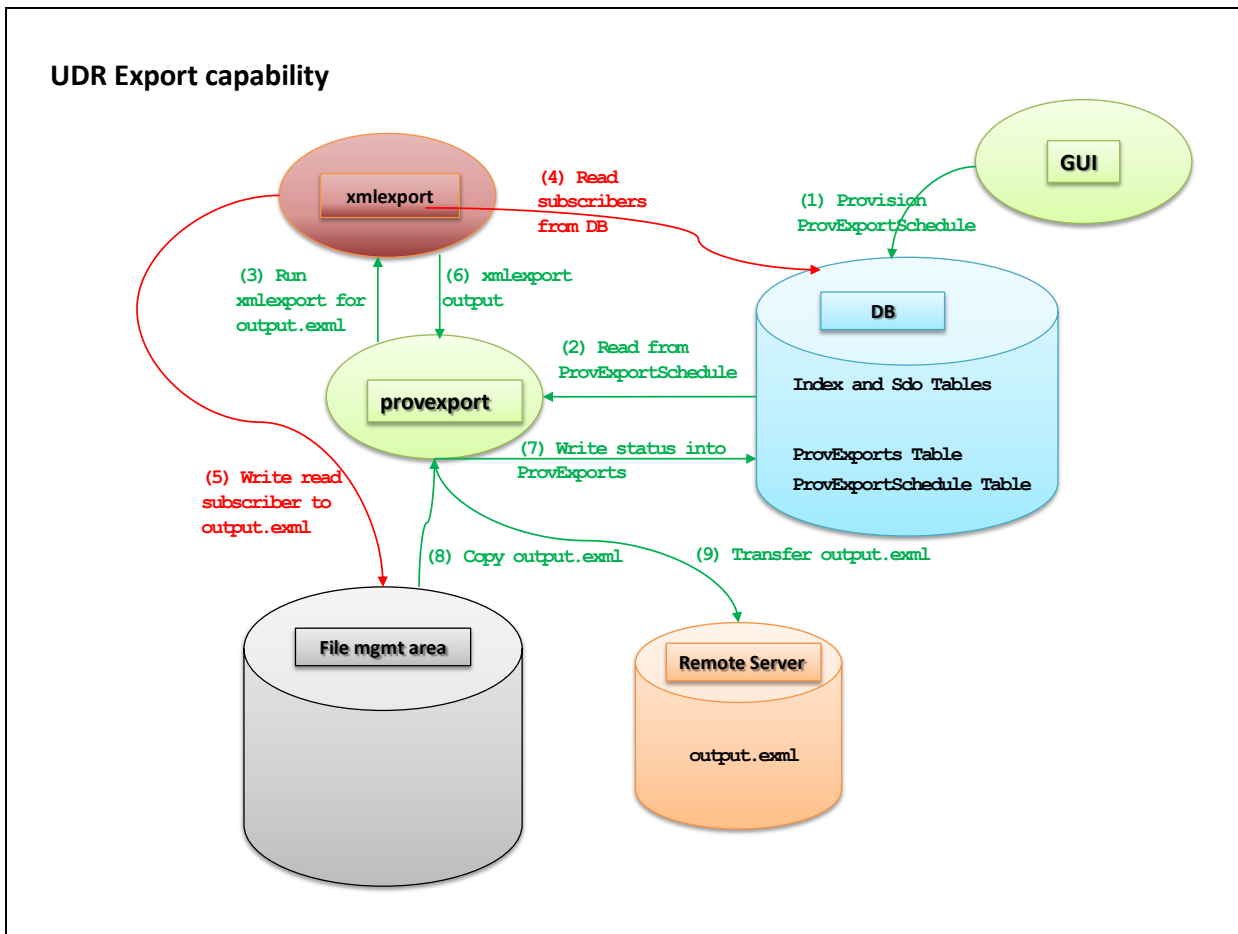 UDR Export capability
GUI
xmlexport
(4) Read
subscribers
from DB
(1) Provision
ProvExportSchedule
(3) Run
xmlexport for
output.exml
(6) xmlexport
output
DB
(2) Read from
ProvExportSchedule
Index and Sdo Tables
provexport
(7) Write status into
ProvExports
ProvExports Table
ProvExportSchedule Table
(5) Write read
subscriber to
output.exml
(8) Copy output.exml
(9) Transfer output.exml
File mgmt area
Remote Server
output.exml